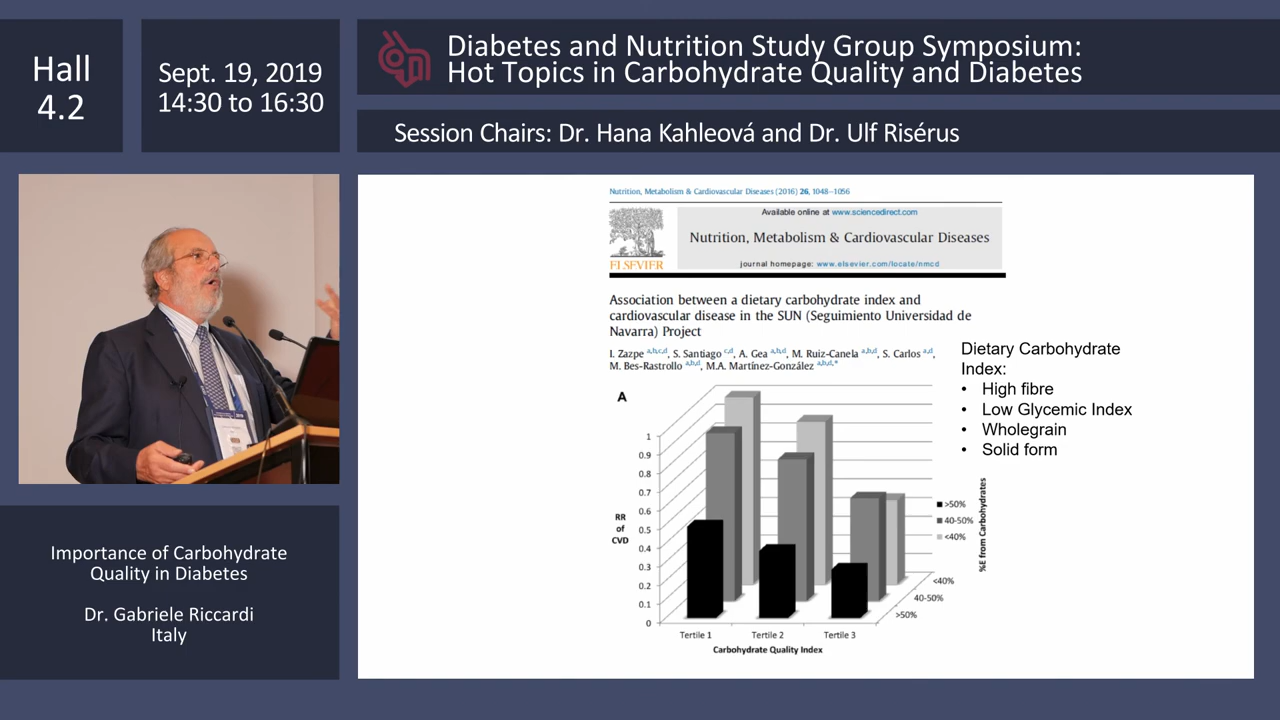 Hall
4.2
Sept. 19, 2019
14:30 to 16:30
Diabetes and Nutrition Study Group Symposium:
Hot Topics in Carbohydrate Quality and Diabetes
Session Chairs: Dr. Hana Kahleová and Dr. Ulf Risérus
Importance of Carbohydrate
Quality in Diabetes
Dr. Gabriele Riccardi
Italy
Nutrition, Metabolism & Cardiovascular Diseases (2016) 26, 1048–1056
Available online at www.sciencedirect.com
Nutrition, Metabolism & Cardiovascular Diseases
journal homepage: www.elsevier.com/locate/nmcd
ELSEVIER
Association between a dietary carbohydrate index and
cardiovascular disease in the SUN (Seguimiento Universidad de
Navarra) Project
I. Zazpe a,b,c,d, S. Santiago c,d, A. Gea a,b,d, M. Ruiz-Canela a,b,d, S. Carlos a,d,
M. Bes-Rastrollo a,b,d, M.A. Martínez-González a,b,d,*
Dietary Carbohydrate
Index:
• High fibre
• Low Glycemic Index
• Wholegrain
• Solid form
A
1
0.9
0.8
0.7
0.6
0.5
0.4
0.3
0.2
0.1
0
RR
of
CVD
Tertile 1 Tertile 2 Tertile 3
Carbohydrate Quality Index
>50%
40-50%
<40%
%E from Carbohydrates
<40%
40-50%
>50%